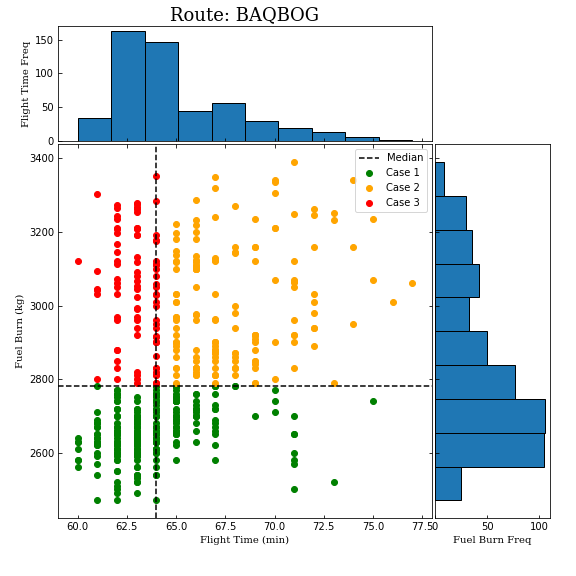 Route: BAQBOG
Flight Time Freq
150
100
50
0
Median
Case 1
Case 2
Case 3
Fuel Burn (kg)
3400
3200
3000
2800
2600
60.0 62.5 65.0 67.5 70.0 72.5 75.0 77.5
Flight Time (min)
50 100
Fuel Burn Freq